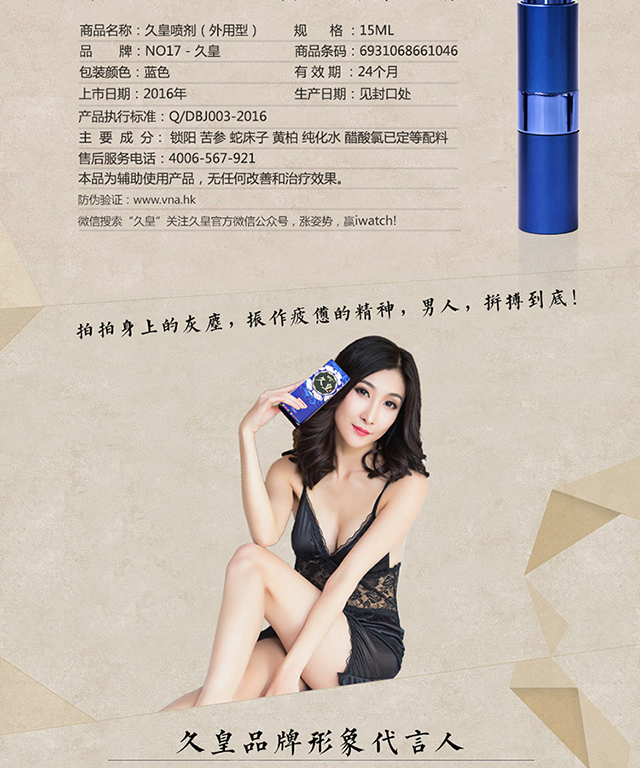 商品名称：久皇喷剂（外用型） 规 格：15ML
品 牌：NO17 - 久皇 商品条码：6931068661046
包装颜色：蓝色 有 效 期：24个月
上市日期：2016年 生产日期：见封口处
产品执行标准：Q/DBJ003-2016
主 要 成 分： 锁阳 苦参 蛇床子 黄柏 纯化水 醋酸氯已定等配料
售后服务电话：4006-567-921
本品为辅助使用产品，无任何改善和治疗效果。
防伪验证：www.vna.hk
微信搜索“久皇”关注久皇官方微信公众号，涨姿势，赢iwatch!
拍拍身上的灰塵，振作疲憊的精神，男人，拚搏到底！
久皇
久皇品牌形象代言人